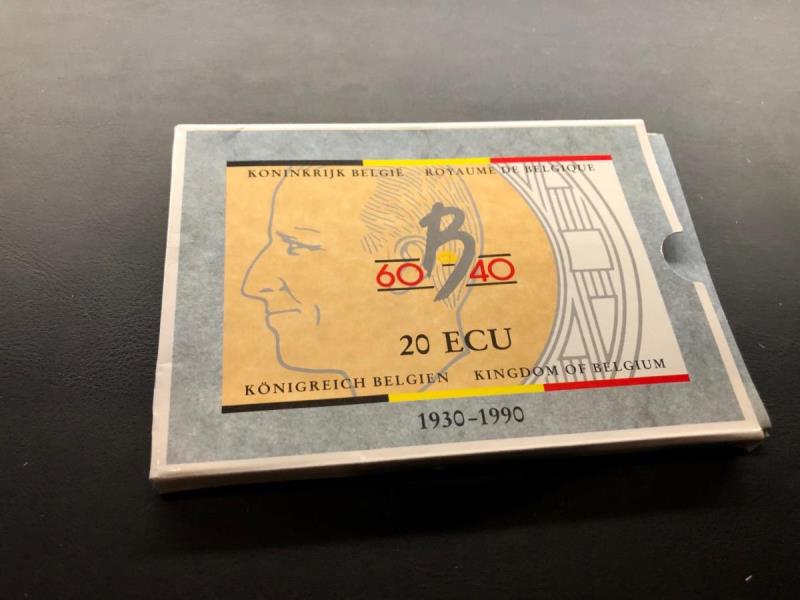 KONINKRIJK BELGIË ROYAUME DE BELGIQUE
60 B 40
20 ECU
KÖNIGREICH BELGIEN KINGDOM OF BELGIUM
1930-1990